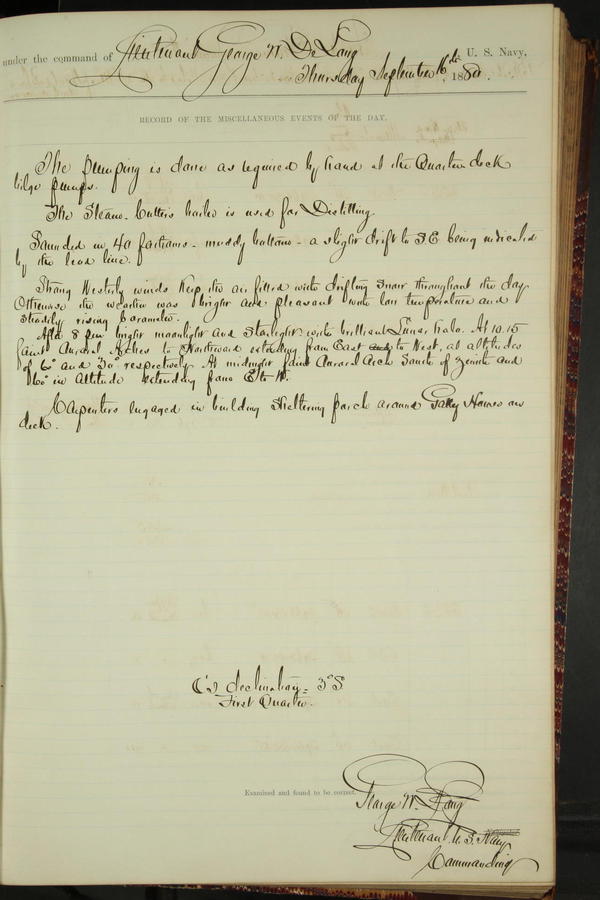 under the command of Lieutenant George W. De Long U. S. Navy,
Thursday September 16th 1880.
RECORD OF THE MISCELLANEOUS EVENTS OF THE DAY.
The pumping is done as required by hand at the Quarter deck
bilge pumps.
The Steam-Cutters boiler is used for Distilling.
Sounded in 40 fathoms - muddy bottom - a slight drift to SE being indicated
by the lead line.
Strong Westerly winds keep the air filled with drifting snow throughout the day.
Otherwise the weather was bright and pleasant with low temperature and
steadily rising barometer.
After 8 pm bright moonlight and Starlight with brilliant Lunar halo. At 10.15
faint Auroral Arches to Northward extending from East to West, at altitudes
of 6° and 30° respectively. At midnight faint Auroral Arch South of zenith and
in altitude extending from E to W.
Carpenters engaged in building sheltering porch around Galley House on
deck.
declination = 3° S
First Quarter.
Examined and found to be correct.
George W. De Long
Lieutenant U. S. Navy
Commanding